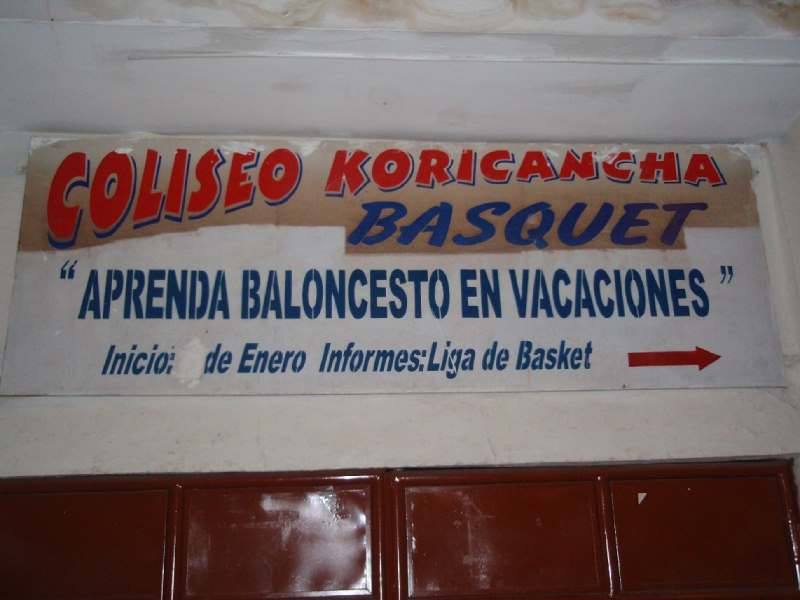 COLISEO KORICANCHA
BASQUET
“ APRENDA BALONCESTO EN VACACIONES ”
Inicio: de Enero Informes: Liga de Basket